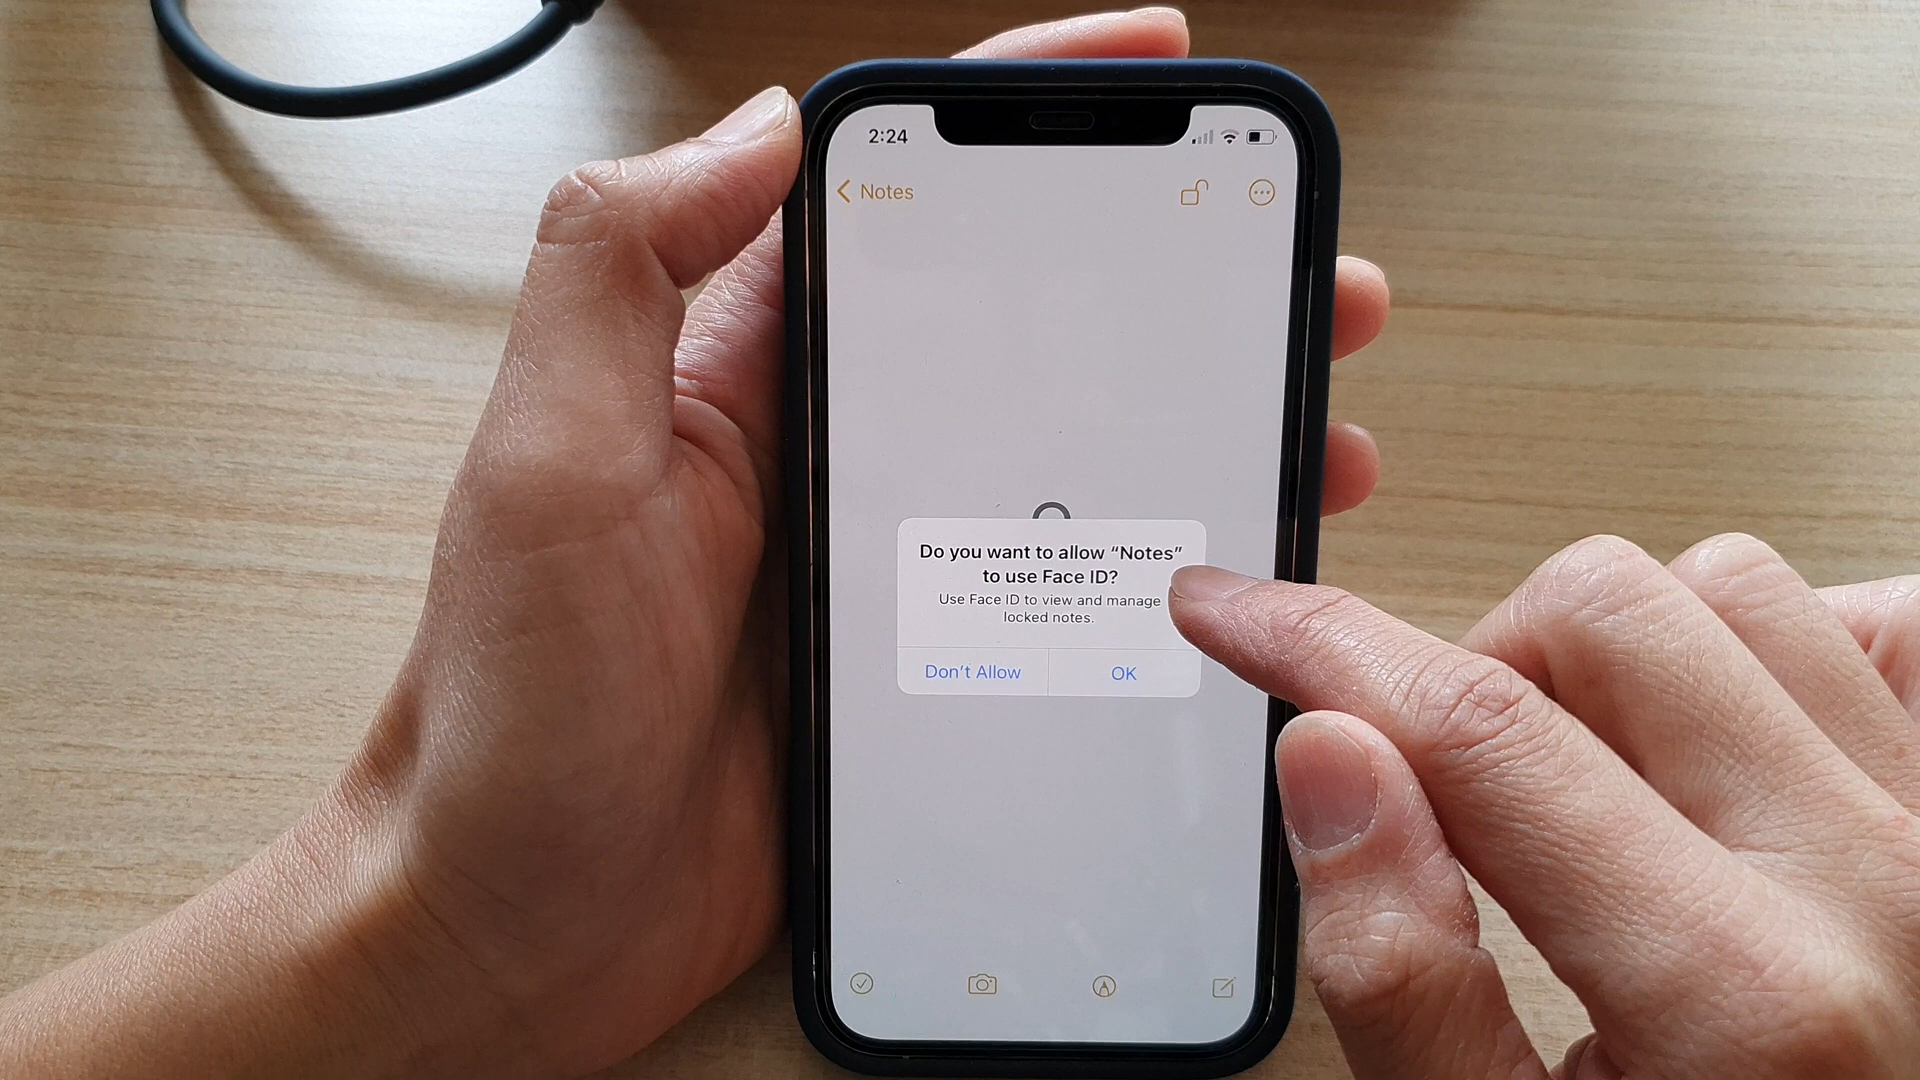 2:24
Notes
Do you want to allow “Notes”
to use Face ID?
Use Face ID to view and manage
locked notes.
Don’t Allow
OK